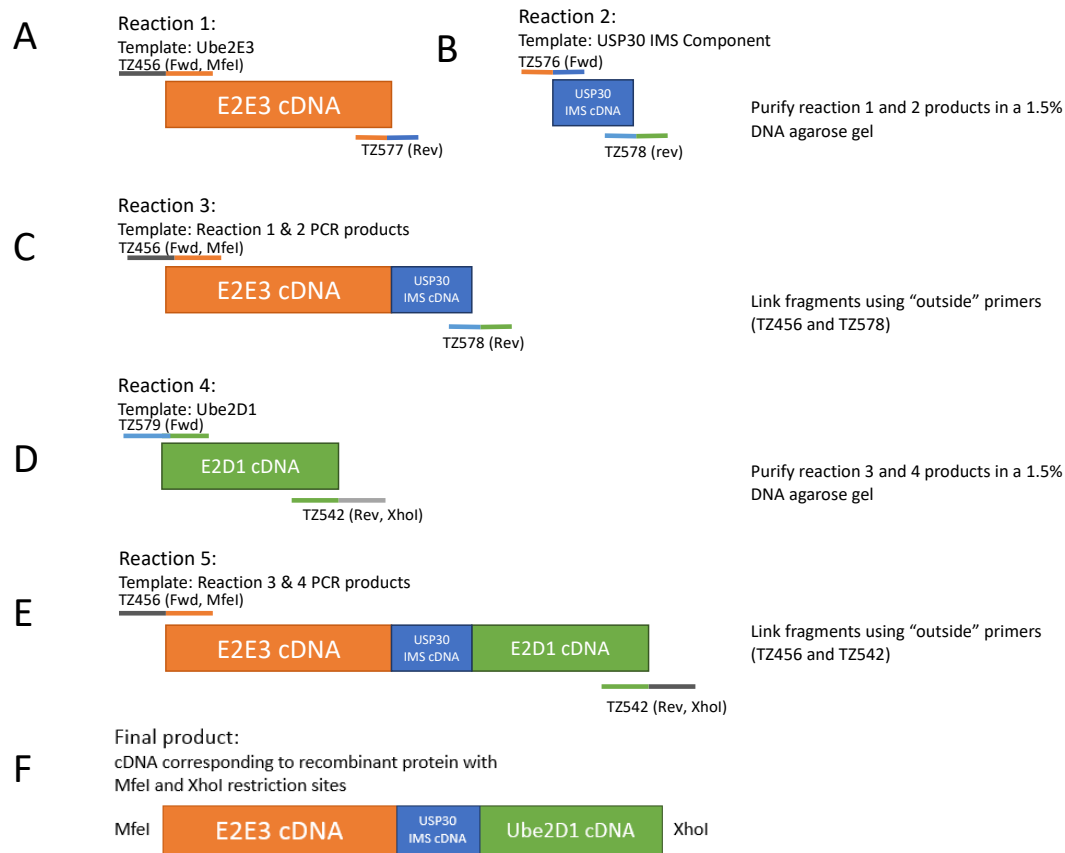 A
Reaction 1:
Template: Ube2E3
TZ456 (Fwd, MfeI)
E2E3 cDNA
TZ577 (Rev)
B
Reaction 2:
Template: USP30 IMS Component
TZ576 (Fwd)
USP30
IMS cDNA
TZ578 (rev)
Purify reaction 1 and 2 products in a 1.5%
DNA agarose gel
C
Reaction 3:
Template: Reaction 1 & 2 PCR products
TZ456 (Fwd, MfeI)
E2E3 cDNA
USP30
IMS cDNA
TZ578 (Rev)
Link fragments using “outside” primers
(TZ456 and TZ578)
D
Reaction 4:
Template: Ube2D1
TZ579 (Fwd)
E2D1 cDNA
TZ542 (Rev, XhoI)
Purify reaction 3 and 4 products in a 1.5%
DNA agarose gel
E
Reaction 5:
Template: Reaction 3 & 4 PCR products
TZ456 (Fwd, MfeI)
E2E3 cDNA
USP30
IMS cDNA
E2D1 cDNA
TZ542 (Rev, XhoI)
Link fragments using “outside” primers
(TZ456 and TZ542)
F
Final product:
cDNA corresponding to recombinant protein with
MfeI and XhoI restriction sites
MfeI
E2E3 cDNA
USP30
IMS cDNA
Ube2D1 cDNA
XhoI